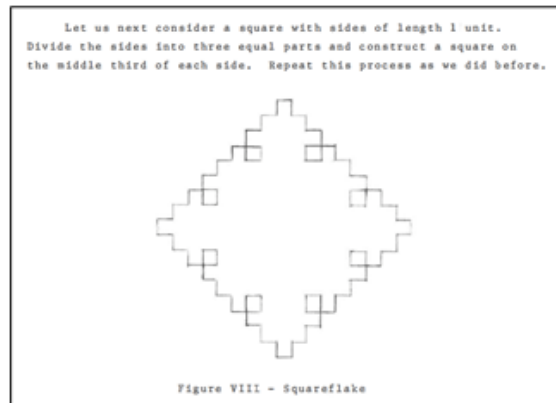 Let us next consider a square with sides of length 1 unit.
Divide the sides into three equal parts and construct a square on
the middle third of each side. Repeat this process as we did before.
Figure VIII - Squareflake